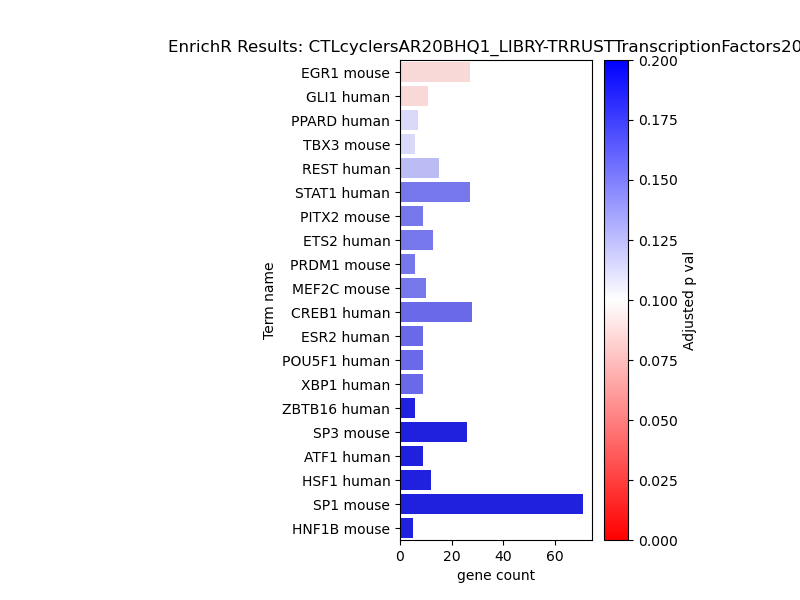 EnrichR Results: CTLcyclersAR20BHQ1_LIBRY-TRRUSTTranscriptionFactors20
EGR1 mouse
GLI1 human
PPARD human
TBX3 mouse
REST human
STAT1 human
PITX2 mouse
ETS2 human
PRDM1 mouse
MEF2C mouse
CREB1 human
ESR2 human
POU5F1 human
XBP1 human
ZBTB16 human
SP3 mouse
ATF1 human
HSF1 human
SP1 mouse
HNF1B mouse
Term name
0 20 40 60
gene count
0.200
0.175
0.150
0.125
0.100
0.075
0.050
0.025
0.000
Adjusted p val